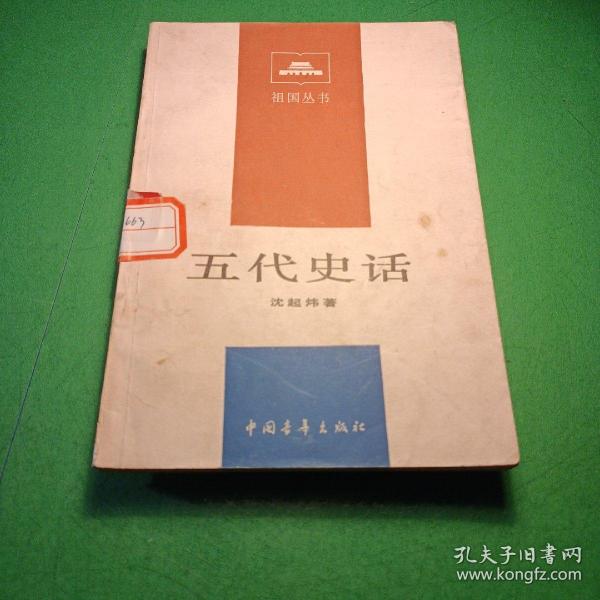 祖国丛书
663
五代史话
沈起炜著
中国青年出版社
孔夫子旧书网
www.kongfz.com